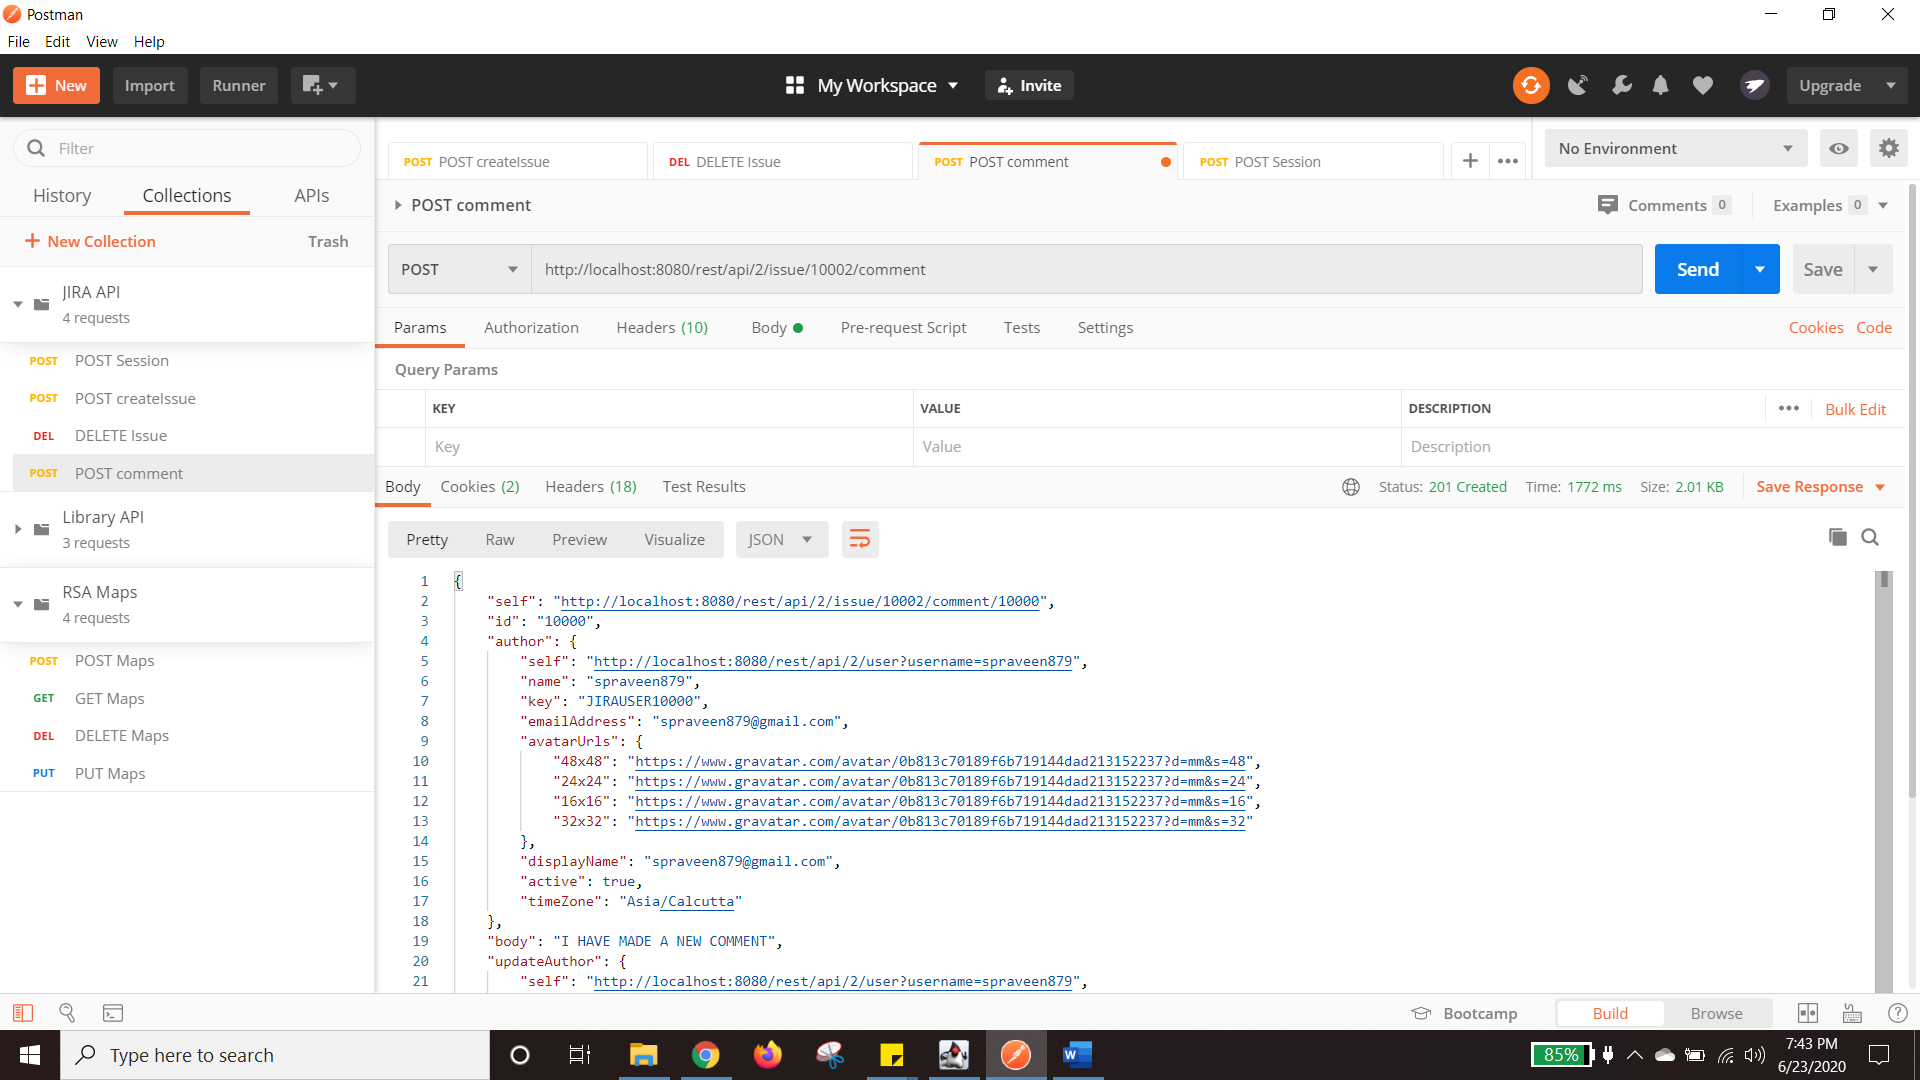 Postman
File Edit View Help
New Import Runner My Workspace Invite Upgrade
Filter
History Collections APIs
New Collection Trash
JIRA API
4 requests
POST POST Session
POST POST createIssue
DEL DELETE Issue
POST POST comment
Library API
3 requests
RSA Maps
4 requests
POST POST Maps
GET GET Maps
DEL DELETE Maps
PUT PUT Maps
POST POST createIssue DEL DELETE Issue POST POST comment POST POST Session
No Environment
POST comment Comments 0 Examples 0
POST http://localhost:8080/rest/api/2/issue/10002/comment Send Save
Params Authorization Headers (10) Body Pre-request Script Tests Settings Cookies Code
Query Params
KEY VALUE DESCRIPTION Bulk Edit
Key Value Description
Body Cookies (2) Headers (18) Test Results Status: 201 Created Time: 1772 ms Size: 2.01 KB Save Response
Pretty Raw Preview Visualize JSON
1 {
2 "self": "http://localhost:8080/rest/api/2/issue/10002/comment/10000",
3 "id": "10000",
4 "author": {
5 "self": "http://localhost:8080/rest/api/2/user?username=spraveen879",
6 "name": "spraveen879",
7 "key": "JIRAUSER10000",
8 "emailAddress": "spraveen879@gmail.com",
9 "avatarUrls": {
10 "48x48": "https://www.gravatar.com/avatar/0b813c70189f6b719144dad213152237?d=mm&s=48",
11 "24x24": "https://www.gravatar.com/avatar/0b813c70189f6b719144dad213152237?d=mm&s=24",
12 "16x16": "https://www.gravatar.com/avatar/0b813c70189f6b719144dad213152237?d=mm&s=16",
13 "32x32": "https://www.gravatar.com/avatar/0b813c70189f6b719144dad213152237?d=mm&s=32"
14 },
15 "displayName": "spraveen879@gmail.com",
16 "active": true,
17 "timeZone": "Asia/Calcutta"
18 },
19 "body": "I HAVE MADE A NEW COMMENT",
20 "updateAuthor": {
21 "self": "http://localhost:8080/rest/api/2/user?username=spraveen879",
Bootcamp Build Browse
Type here to search
85%
7:43 PM
6/23/2020